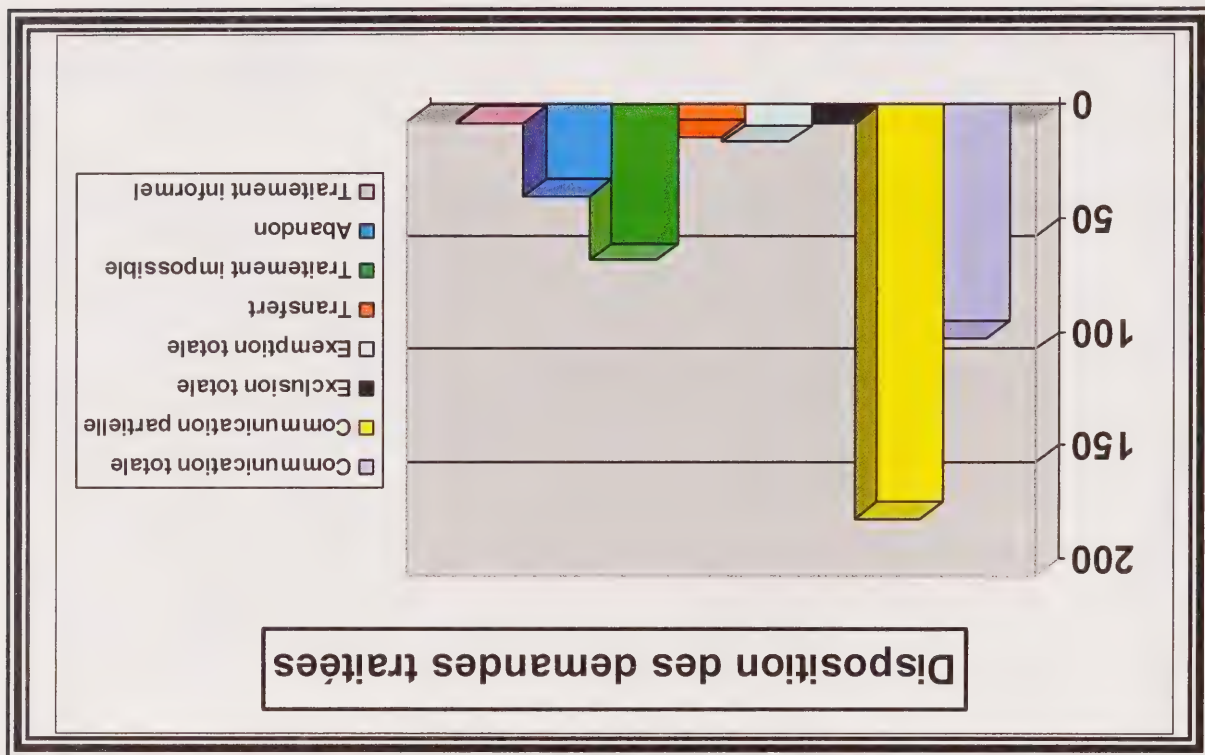 Disposition des demandes traitées
200
150
100
50
0
Communication totale
Communication partielle
Exclusion totale
Exemption totale
Transfert
Traitement impossible
Abandon
Traitement informel